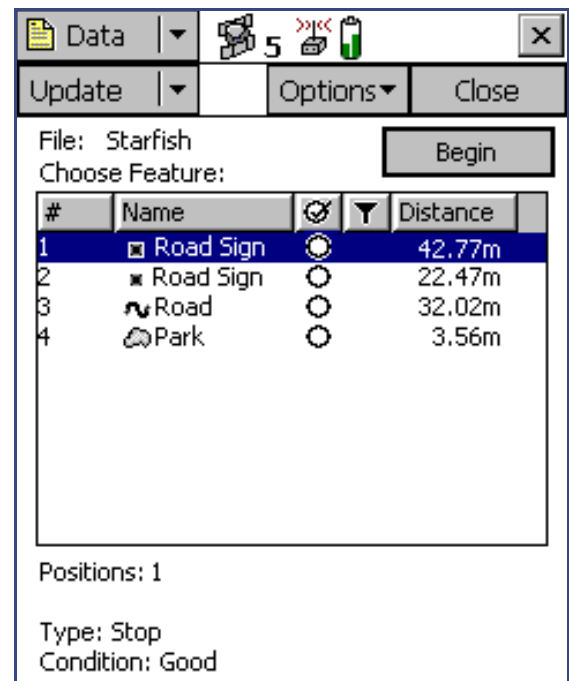 Data 5
Update Options Close
File: Starfish
Begin
Choose Feature:
# Name Distance
1 Road Sign 42.77m
2 Road Sign 22.47m
3 Road 32.02m
4 Park 3.56m
Positions: 1
Type: Stop
Condition: Good